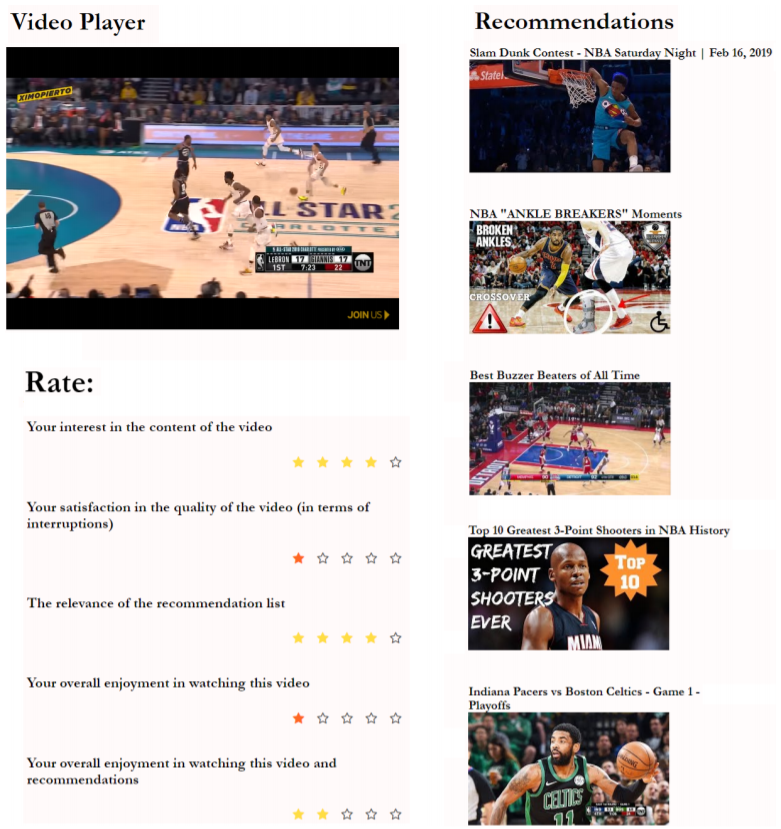 Video Player
XIMOPIERTO
NBA
ALL STAR
CHARLOTTE
LEBRON 17 GIANNIS 17
1ST 7:23 22
TNT
JOIN US
Rate:
Your interest in the content of the video
Your satisfaction in the quality of the video (in terms of
interruptions)
The relevance of the recommendation list
Your overall enjoyment in watching this video
Your overall enjoyment in watching this video and
recommendations
Recommendations
Slam Dunk Contest - NBA Saturday Night | Feb 16, 2019
State
NBA "ANKLE BREAKERS" Moments
BROKEN
ANKLES
CROSSOVER
Best Buzzer Beaters of All Time
DETROIT
Top 10 Greatest 3-Point Shooters in NBA History
GREATEST
3-POINT
SHOOTERS
EVER
TOP
10
MIAMI
Indiana Pacers vs Boston Celtics - Game 1 -
Playoffs
CELTICS
11